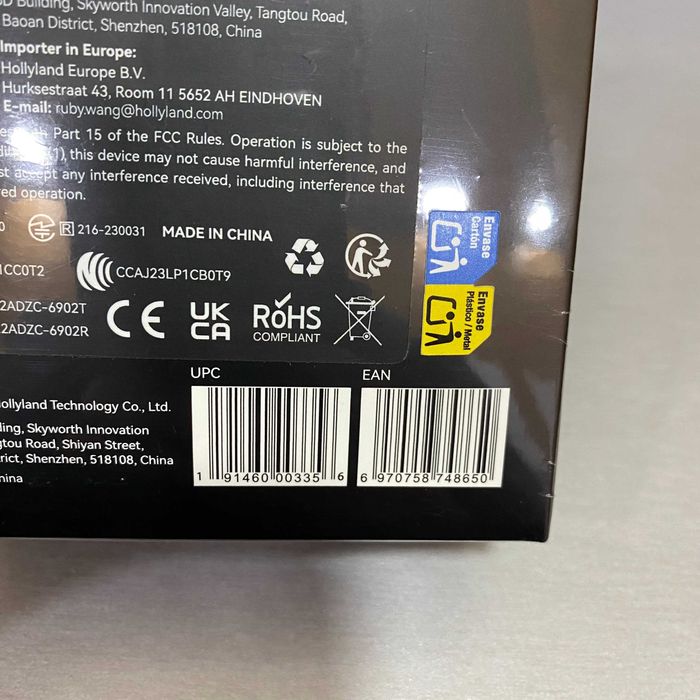 Building, Skyworth Innovation Valley, Tangtou Road,
Baoan District, Shenzhen, 518108, China
Importer in Europe:
Hollyland Europe B.V.
Hurksestraat 43, Room 11 5652 AH EINDHOVEN
E-mail: ruby.wang@hollyland.com
Part 15 of the FCC Rules. Operation is subject to the
(1) this device may not cause harmful interference, and
accept any interference received, including interference that
operation.
0 R 216-230031 MADE IN CHINA
1CC0T2 CCAJ23LP1CB0T9
2ADZC-6902T
2ADZC-6902R
CE UK CA RoHS COMPLIANT
Envase Cartón
Envase Plástico / Metal
UPC EAN
ollyland Technology Co., Ltd.
ding, Skyworth Innovation
gtou Road, Shiyan Street,
rict, Shenzhen, 518108, China
hina
1 91460 00335 6
6 970758 748650